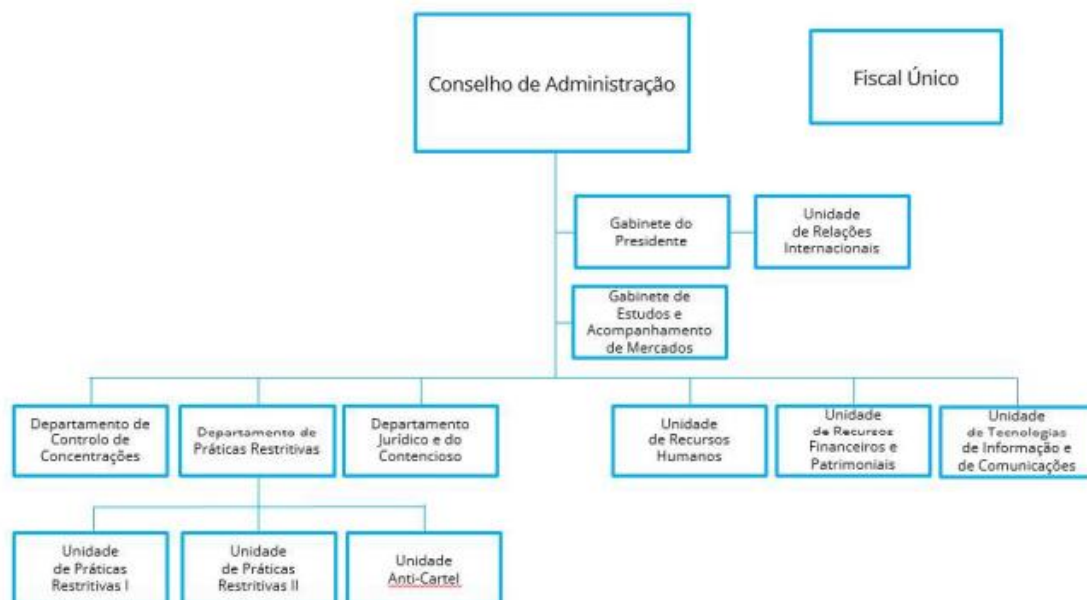 Conselho de Administração
Fiscal Único
Gabinete do
Presidente
Unidade
de Relações
Internacionais
Gabinete de
Estudos e
Acompanhamento
de Mercados
Departamento de
Controlo de
Concentrações
Departamento de
Práticas Restritivas
Departamento
Jurídico e do
Contencioso
Unidade
de Recursos
Humanos
Unidade
de Recursos
Financeiros e
Patrimoniais
Unidade
de Tecnologias
de Informação e
de Comunicações
Unidade
de Práticas
Restritivas I
Unidade
de Práticas
Restritivas II
Unidade
Anti-Cartel